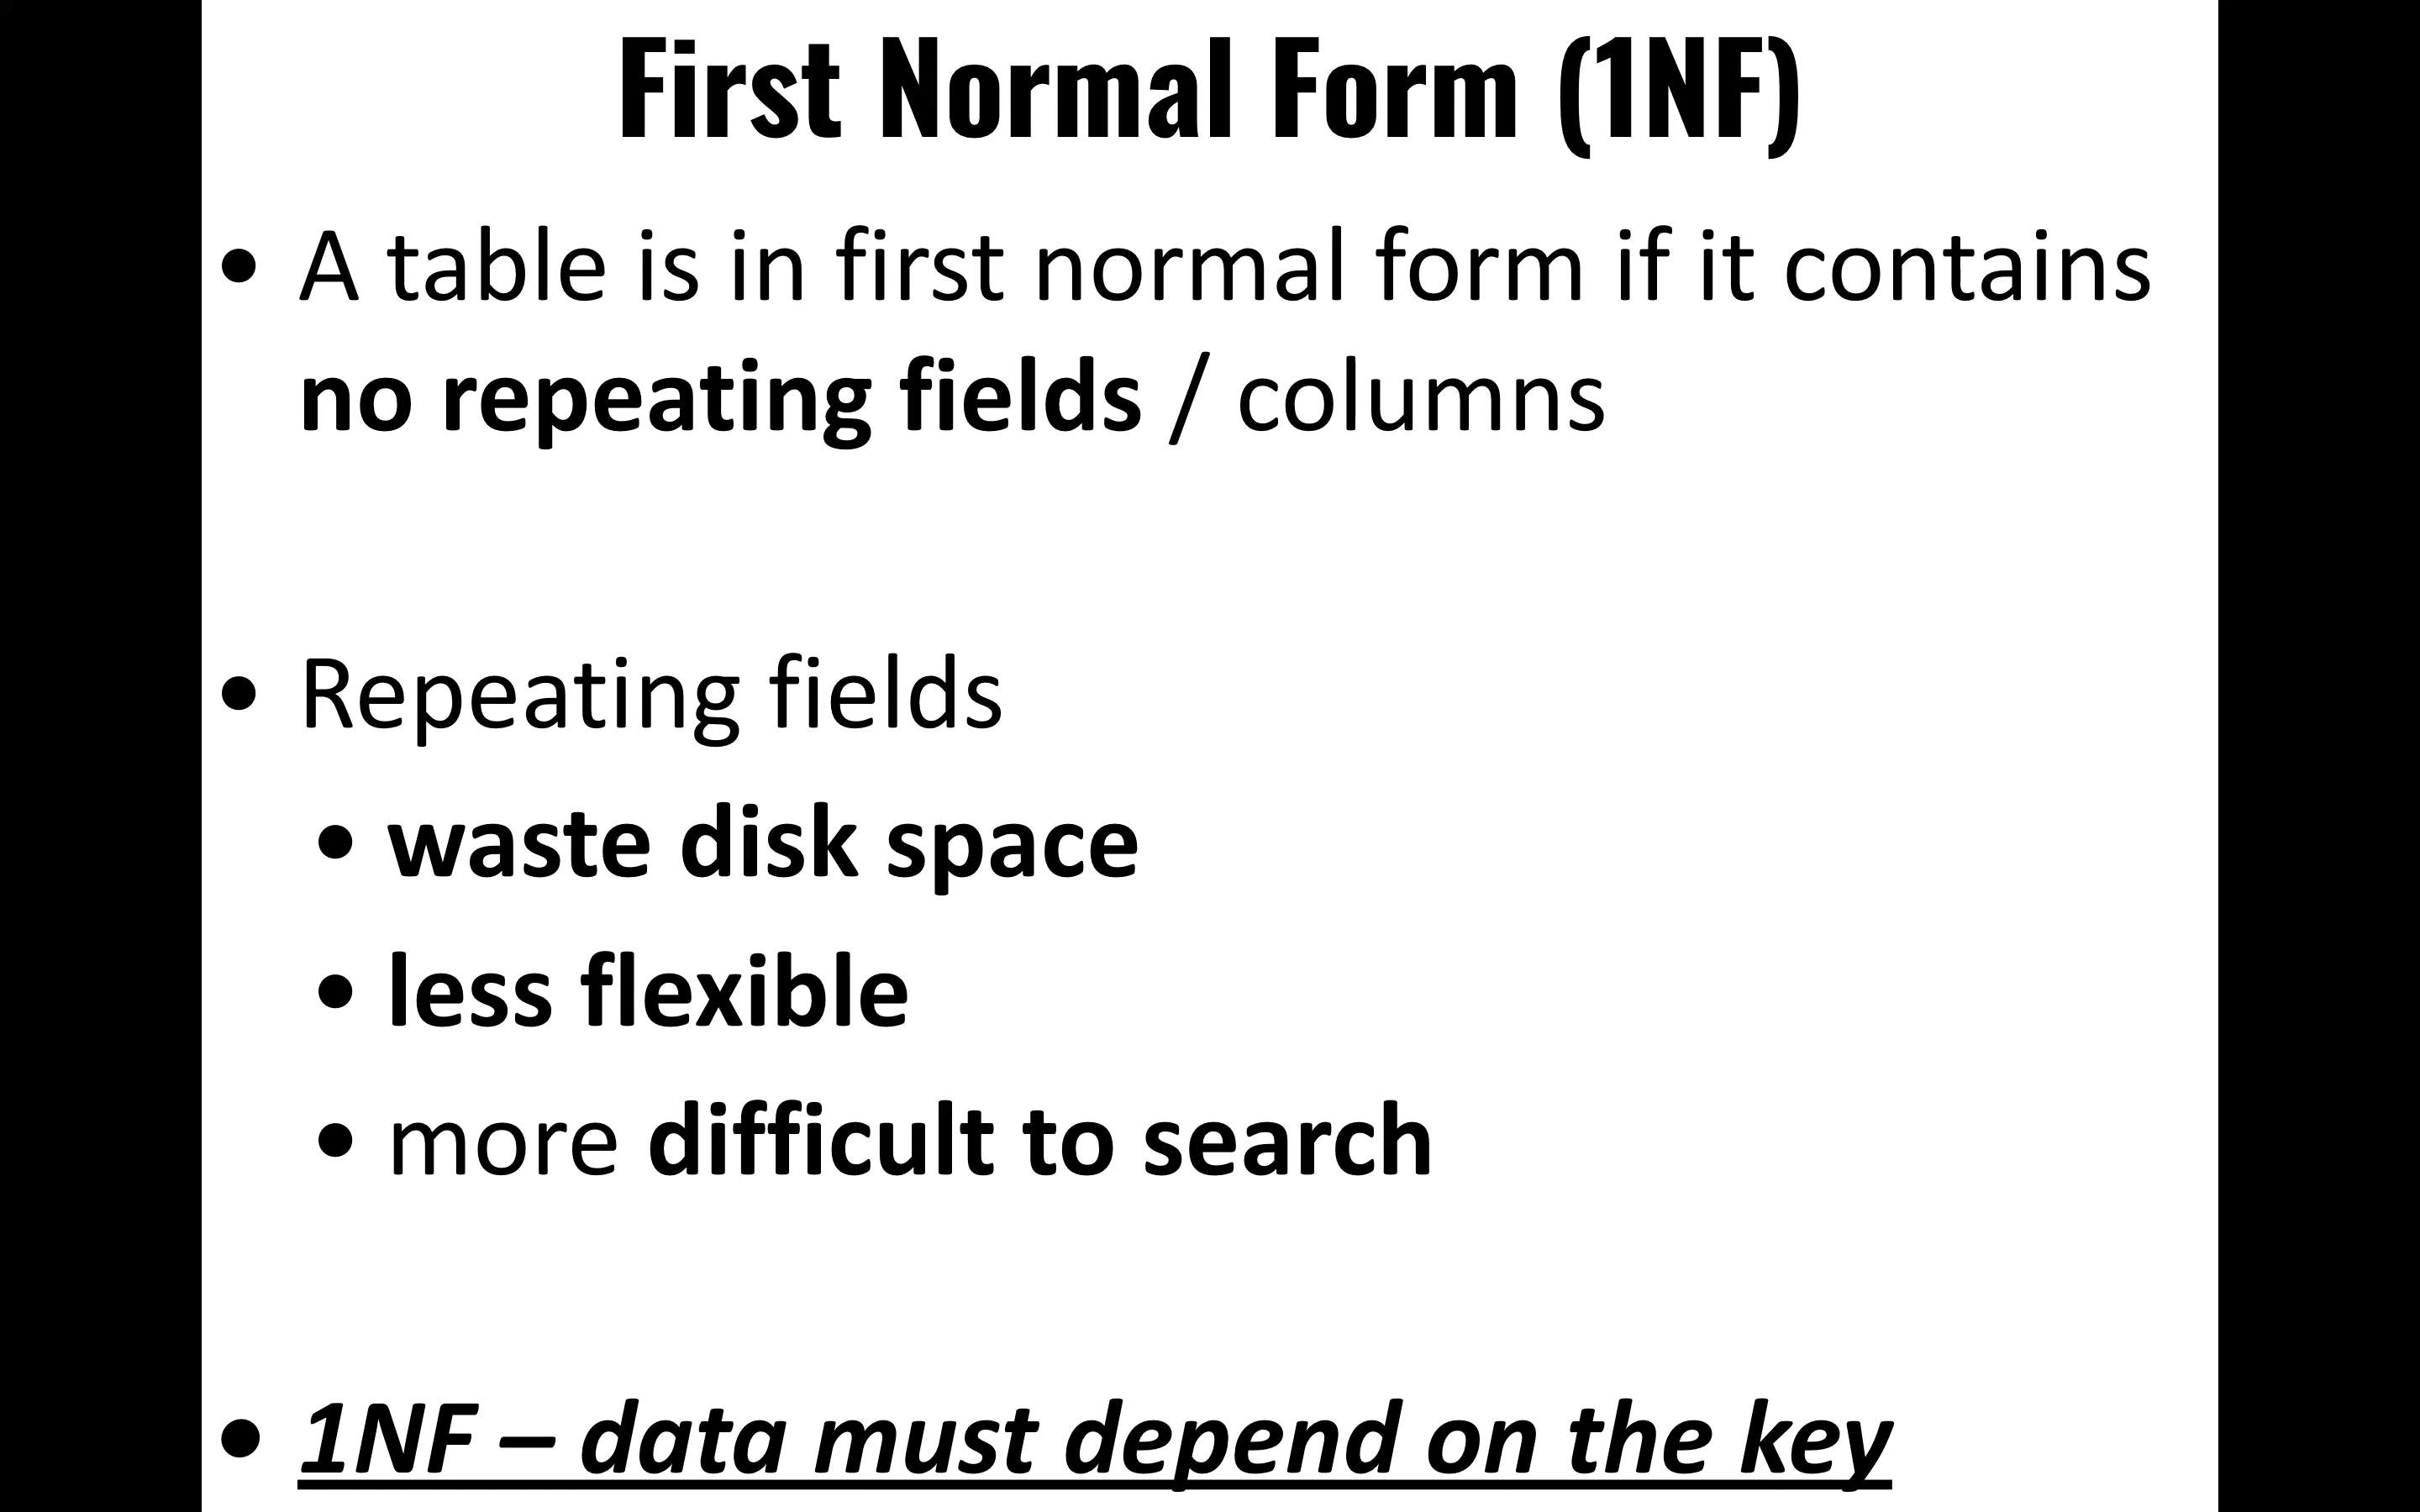 First Normal Form (1NF)
• A table is in first normal form if it contains
no repeating fields / columns
• Repeating fields
• waste disk space
• less flexible
• more difficult to search
• 1NF – data must depend on the key